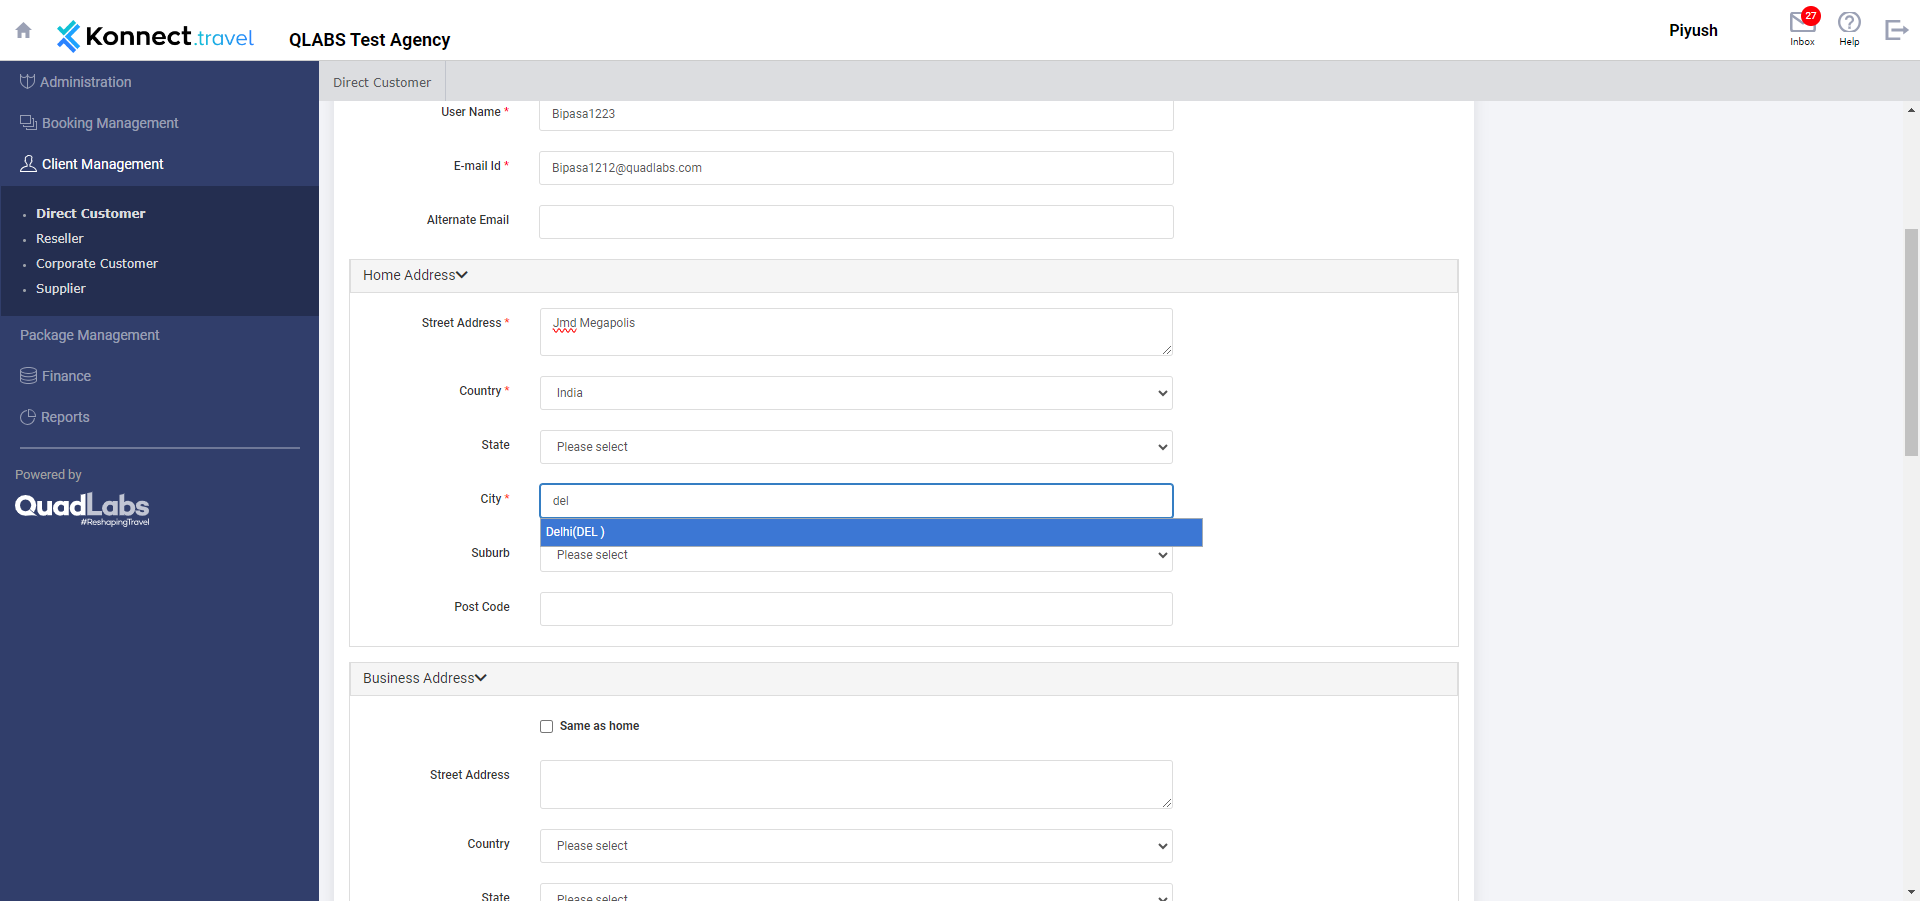 Konnect.travel
QLABS Test Agency
Piyush
27
Inbox
Help
Administration
Booking Management
Client Management
Direct Customer
Reseller
Corporate Customer
Supplier
Package Management
Finance
Reports
Powered by
QuadLabs
#ReshapingTravel
Direct Customer
User Name *
Bipasa1223
E-mail Id *
Bipasa1212@quadlabs.com
Alternate Email
Home Address
Street Address *
Jmd Megapolis
Country *
India
State
Please select
City *
del
Delhi(DEL )
Suburb
Please select
Post Code
Business Address
Same as home
Street Address
Country
Please select
State
Please select